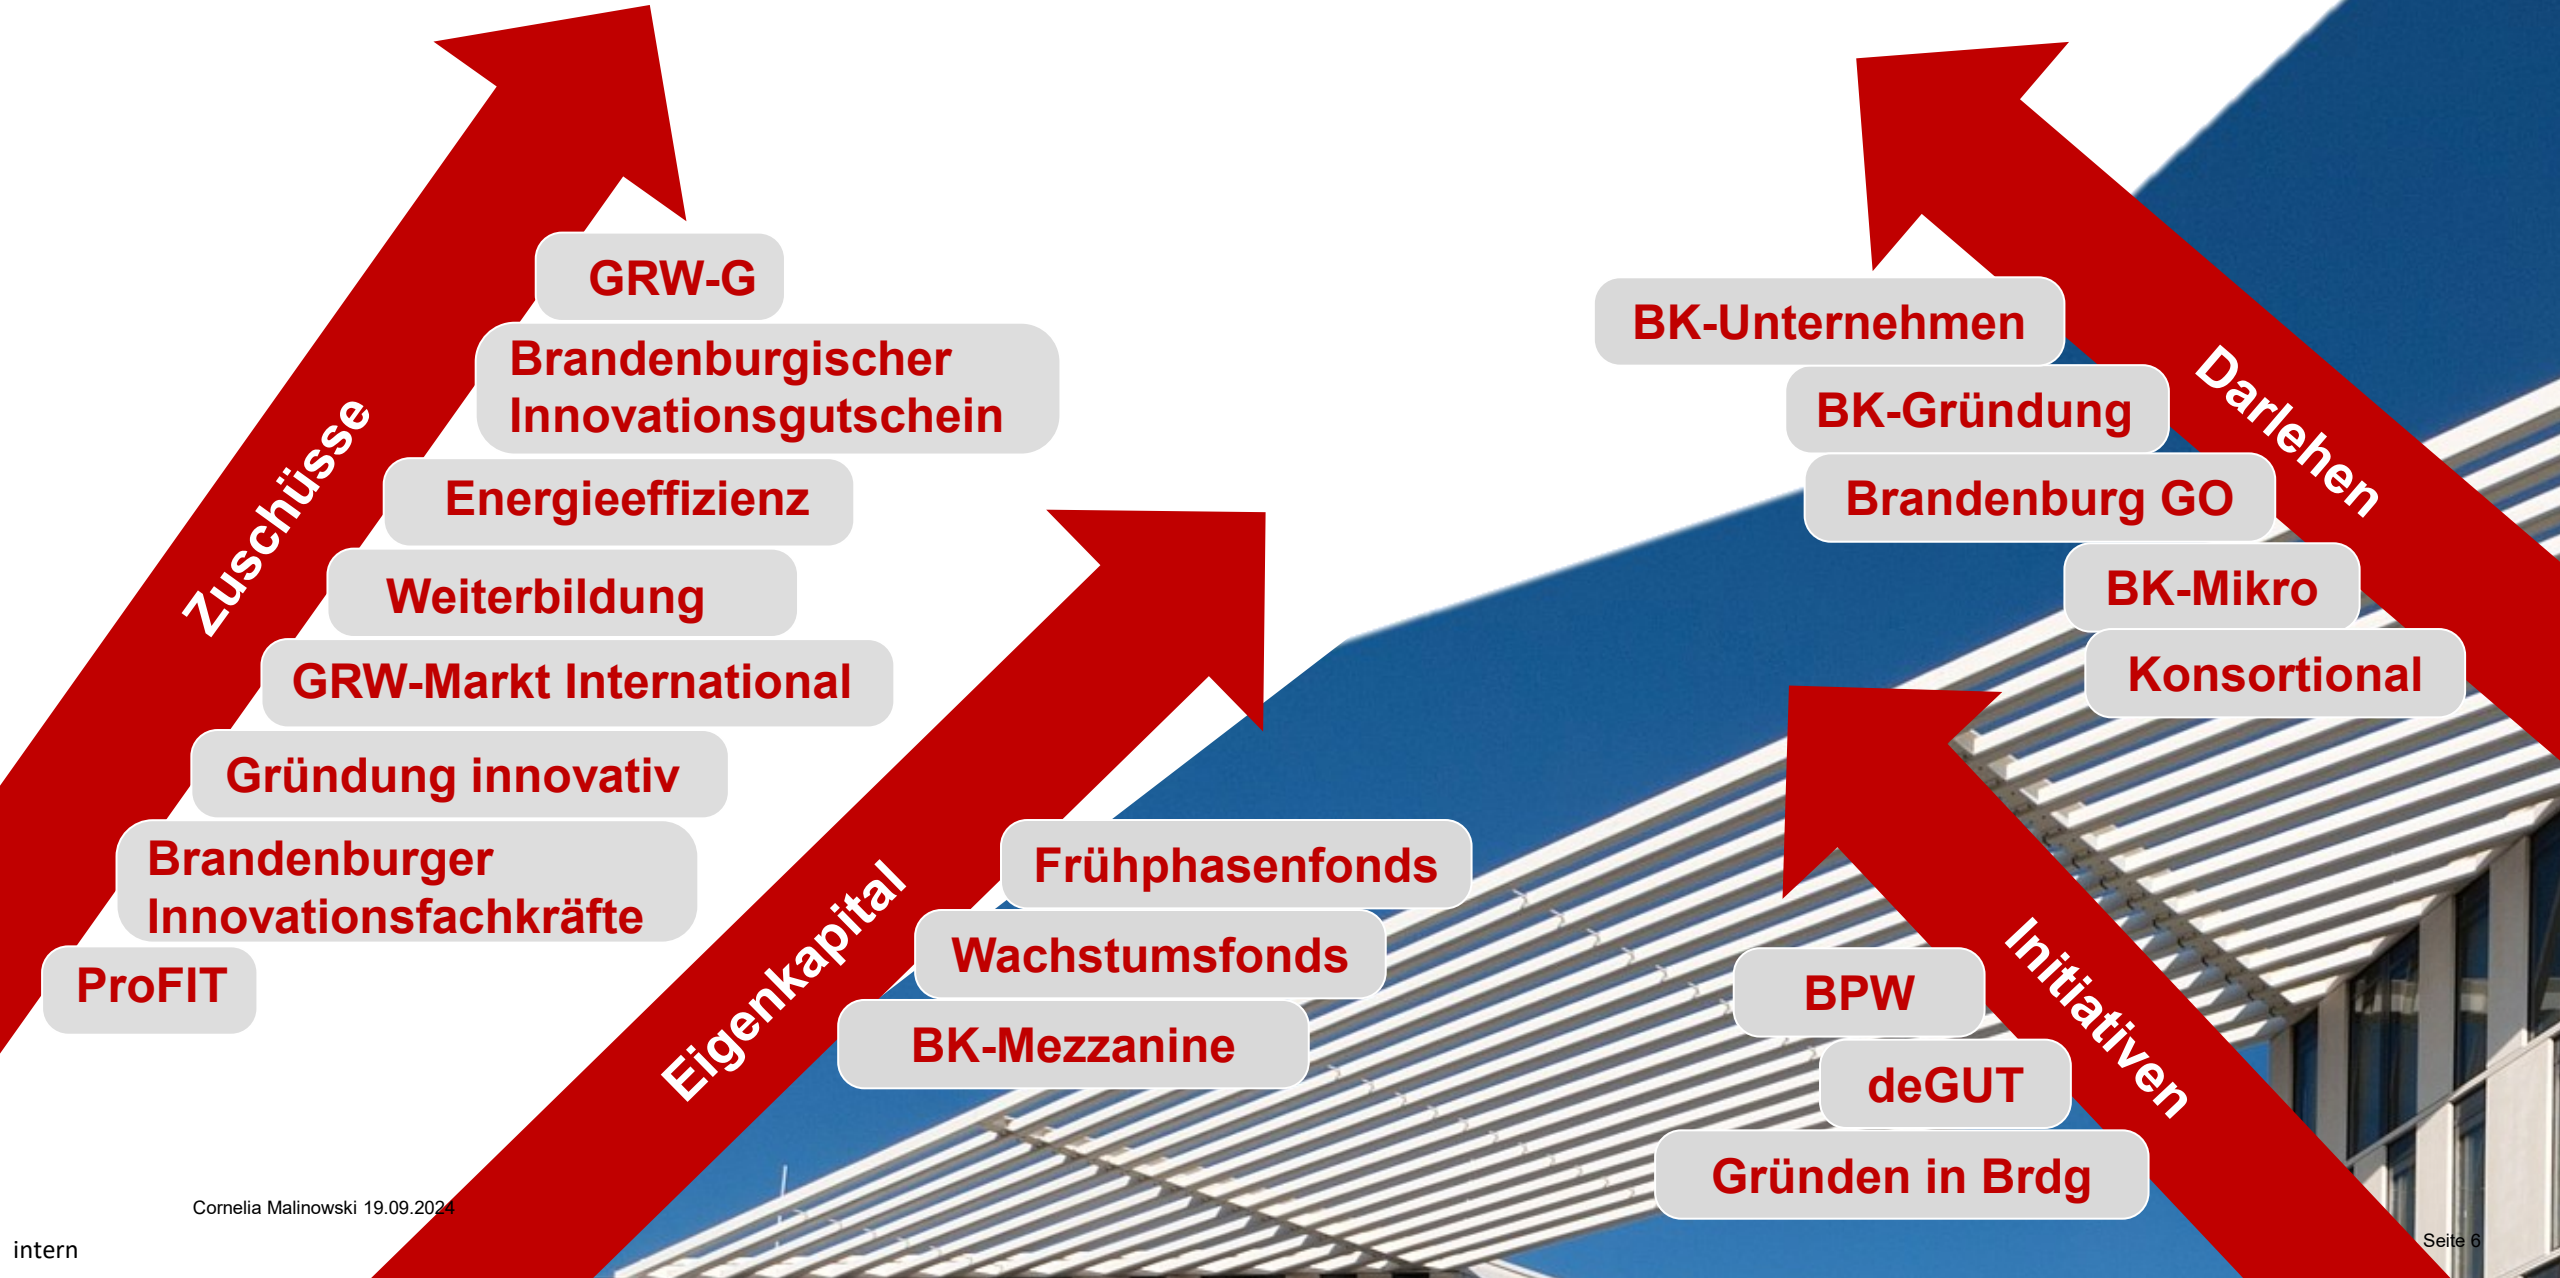 Zuschüsse
GRW-G
Brandenburgischer
Innovationsgutschein
Energieeffizienz
Weiterbildung
GRW-Markt International
Gründung innovativ
Brandenburger
Innovationsfachkräfte
ProFIT
Eigenkapital
Frühphasenfonds
Wachstumsfonds
BK-Mezzanine
Darlehen
BK-Unternehmen
BK-Gründung
Brandenburg GO
BK-Mikro
Konsortional
Initiativen
BPW
deGUT
Gründen in Brdg
Cornelia Malinowski 19.09.2024
intern
Seite 6